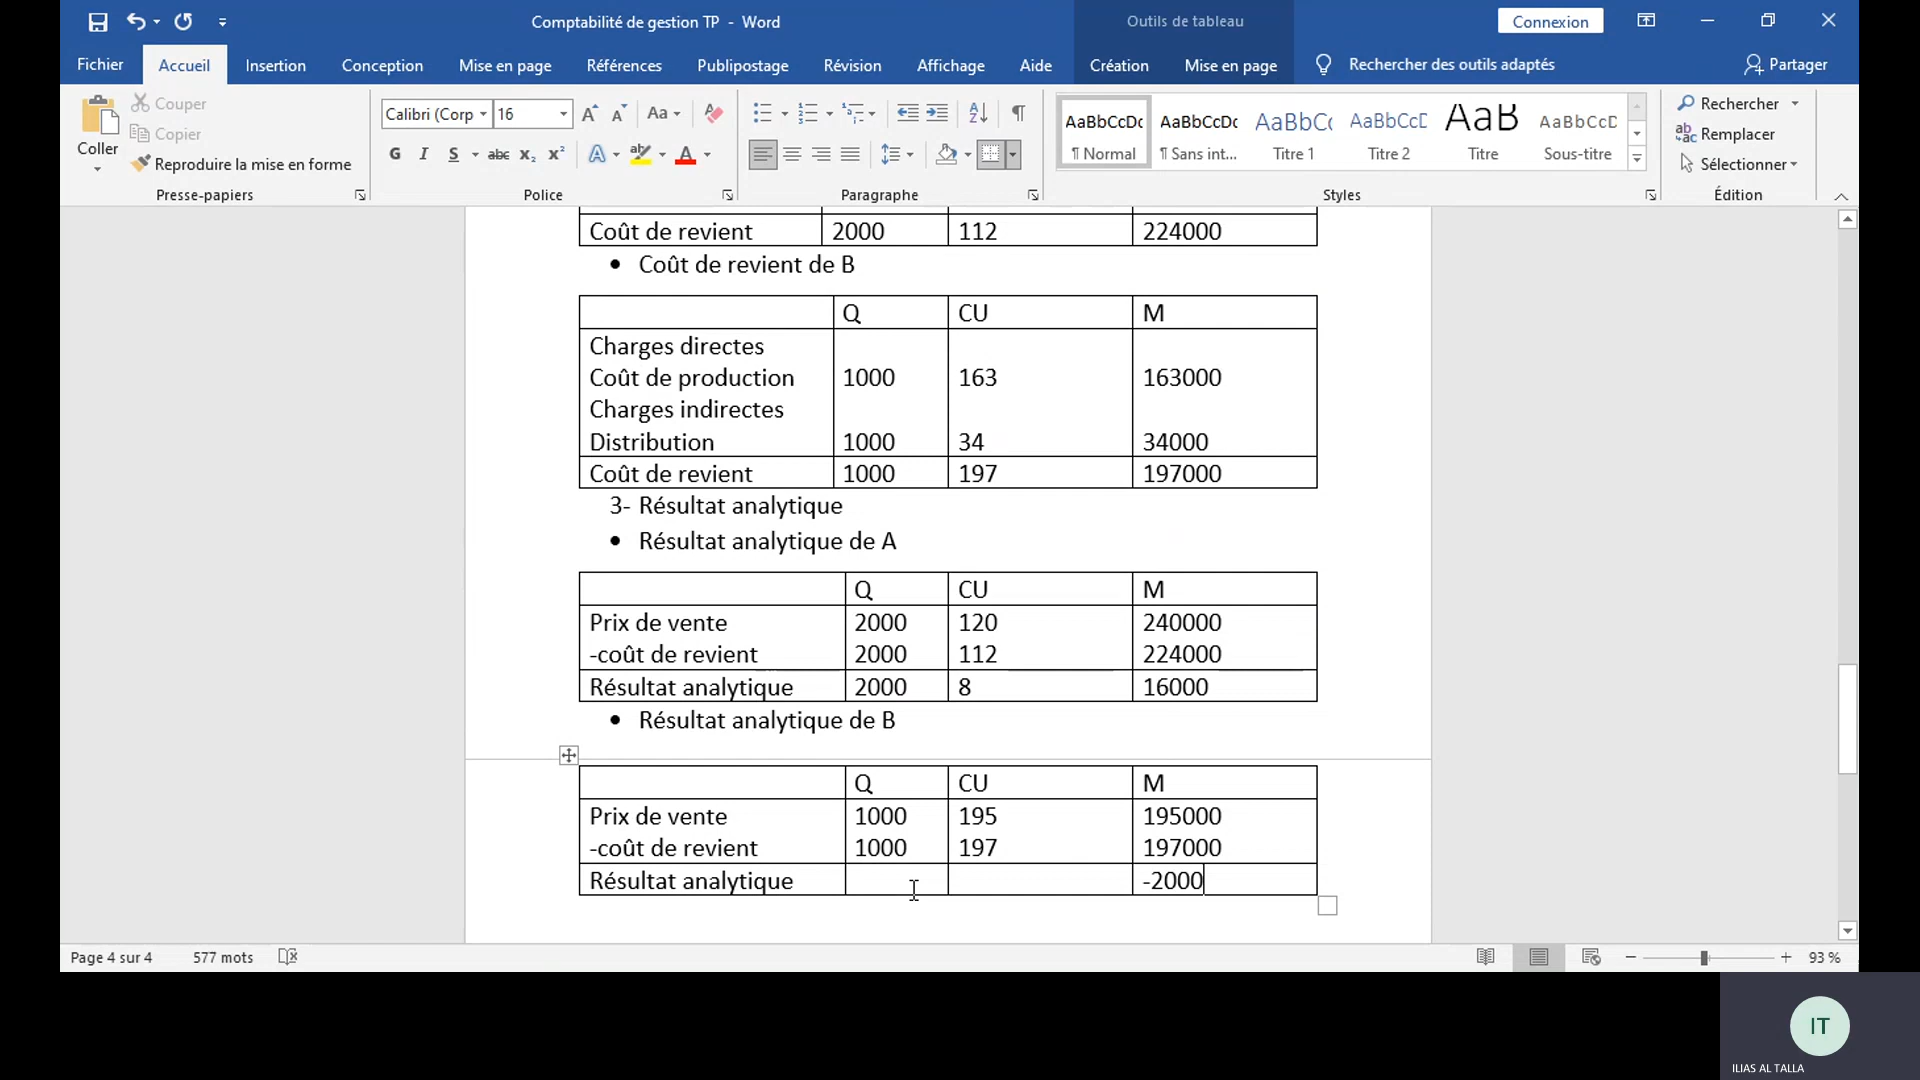 Comptabilité de gestion TP - Word
Outils de tableau
Connexion
Fichier Accueil Insertion Conception Mise en page Références Publipostage Révision Affichage Aide Création Mise en page Rechercher des outils adaptés Partager
Coller
Couper
Copier
Reproduire la mise en forme
Presse-papiers
Calibri (Corp 16
G I S abc x₂ x²
Police
Paragraphe
AaBbCcDc AaBbCcDc AaBbCc AaBbCcD AaB AaBbCcD
¶ Normal ¶ Sans int... Titre 1 Titre 2 Titre Sous-titre
Styles
Rechercher
Remplacer
Sélectionner
Édition
Coût de revient 2000 112 224000
• Coût de revient de B
Q CU M
Charges directes
Coût de production 1000 163 163000
Charges indirectes
Distribution 1000 34 34000
Coût de revient 1000 197 197000
3- Résultat analytique
• Résultat analytique de A
Q CU M
Prix de vente 2000 120 240000
-coût de revient 2000 112 224000
Résultat analytique 2000 8 16000
• Résultat analytique de B
Q CU M
Prix de vente 1000 195 195000
-coût de revient 1000 197 197000
Résultat analytique -2000
Page 4 sur 4 577 mots 93 %
IT
ILIAS AL TALLA